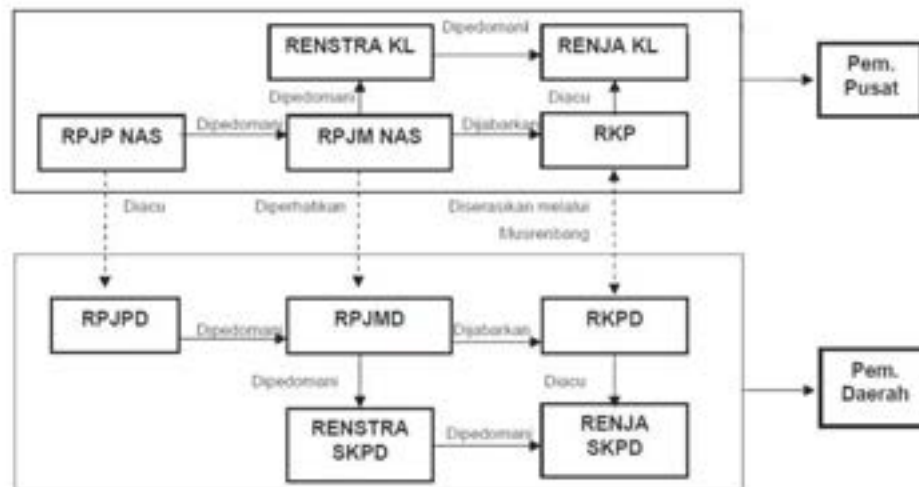 Dipedomani
RENSTRA KL
RENJA KL
Pem.
Pusat
Dipedomani
Diacu
RPJP NAS
Dipedomani
RPJM NAS
Dijabarkan
RKP
Diacu
Diperhatikan
Diserasikan melalui
Musrenbang
RPJPD
Dipedomani
RPJMD
Dijabarkan
RKPD
Pem.
Daerah
Dipedomani
Diacu
RENSTRA
SKPD
Dipedomani
RENJA
SKPD